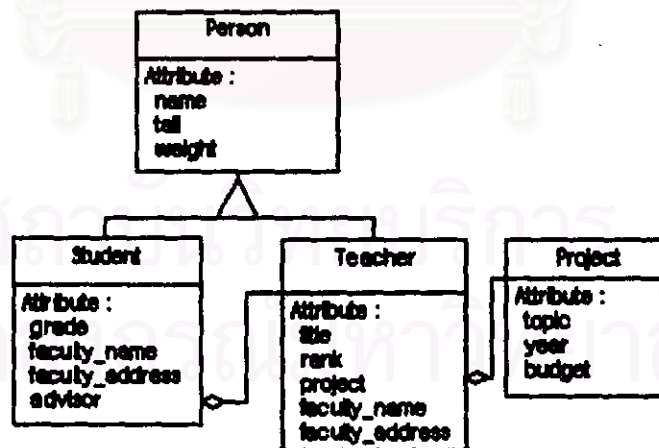 Person
Attribute :
name
tall
weight
Student
Attribute :
grade
faculty_name
faculty_address
advisor
Teacher
Attribute :
title
rank
project
faculty_name
faculty_address
Project
Attribute :
topic
year
budget